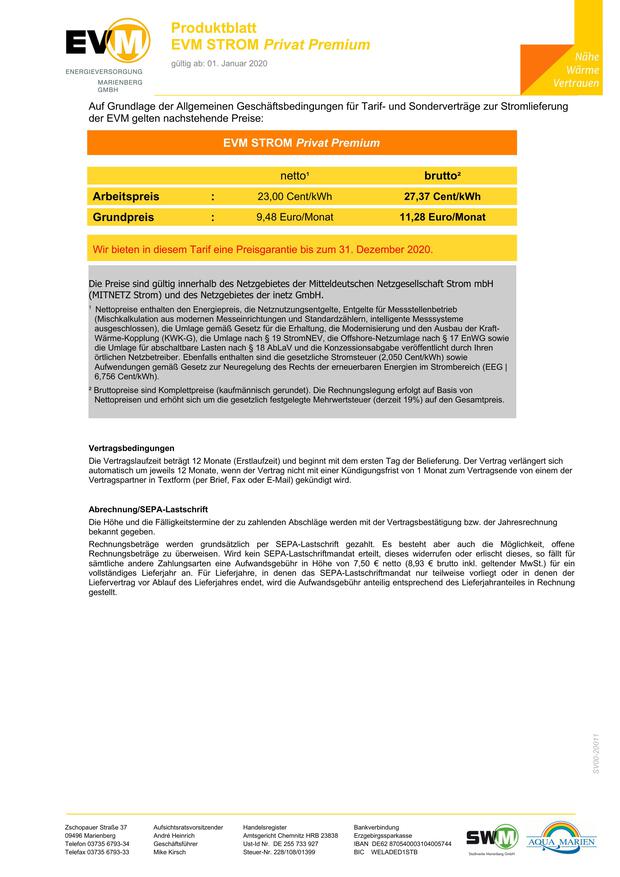 EVM
ENERGIEVERSORGUNG
MARIENBERG
GMBH
Produktblatt
EVM STROM Privat Premium
gültig ab: 01. Januar 2020
Nähe
Wärme
Vertrauen
Auf Grundlage der Allgemeinen Geschäftsbedingungen für Tarif- und Sonderverträge zur Stromlieferung
der EVM gelten nachstehende Preise:
EVM STROM Privat Premium
netto¹ brutto²
Arbeitspreis : 23,00 Cent/kWh 27,37 Cent/kWh
Grundpreis : 9,48 Euro/Monat 11,28 Euro/Monat
Wir bieten in diesem Tarif eine Preisgarantie bis zum 31. Dezember 2020.
Die Preise sind gültig innerhalb des Netzgebietes der Mitteldeutschen Netzgesellschaft Strom mbH
(MITNETZ Strom) und des Netzgebietes der inetz GmbH.
¹ Nettopreise enthalten den Energiepreis, die Netznutzungsentgelte, Entgelte für Messstellenbetrieb
(Mischkalkulation aus modernen Messeinrichtungen und Standardzählern, intelligente Messsysteme
ausgeschlossen), die Umlage gemäß Gesetz für die Erhaltung, die Modernisierung und den Ausbau der Kraft-
Wärme-Kopplung (KWK-G), die Umlage nach § 19 StromNEV, die Offshore-Netzumlage nach § 17 EnWG sowie
die Umlage für abschaltbare Lasten nach § 18 AbLaV und die Konzessionsabgabe veröffentlicht durch Ihren
örtlichen Netzbetreiber. Ebenfalls enthalten sind die gesetzliche Stromsteuer (2,050 Cent/kWh) sowie
Aufwendungen gemäß Gesetz zur Neuregelung des Rechts der erneuerbaren Energien im Strombereich (EEG |
6,756 Cent/kWh).
² Bruttopreise sind Komplettpreise (kaufmännisch gerundet). Die Rechnungslegung erfolgt auf Basis von
Nettopreisen und erhöht sich um die gesetzlich festgelegte Mehrwertsteuer (derzeit 19%) auf den Gesamtpreis.
Vertragsbedingungen
Die Vertragslaufzeit beträgt 12 Monate (Erstlaufzeit) und beginnt mit dem ersten Tag der Belieferung. Der Vertrag verlängert sich
automatisch um jeweils 12 Monate, wenn der Vertrag nicht mit einer Kündigungsfrist von 1 Monat zum Vertragsende von einem der
Vertragspartner in Textform (per Brief, Fax oder E-Mail) gekündigt wird.
Abrechnung/SEPA-Lastschrift
Die Höhe und die Fälligkeitstermine der zu zahlenden Abschläge werden mit der Vertragsbestätigung bzw. der Jahresrechnung
bekannt gegeben.
Rechnungsbeträge werden grundsätzlich per SEPA-Lastschrift gezahlt. Es besteht aber auch die Möglichkeit, offene
Rechnungsbeträge zu überweisen. Wird kein SEPA-Lastschriftmandat erteilt, dieses widerrufen oder erlischt dieses, so fällt für
sämtliche andere Zahlungsarten eine Aufwandsgebühr in Höhe von 7,50 € netto (8,93 € brutto inkl. geltender MwSt.) für ein
vollständiges Lieferjahr an. Für Lieferjahre, in denen das SEPA-Lastschriftmandat nur teilweise vorliegt oder in denen der
Liefervertrag vor Ablauf des Lieferjahres endet, wird die Aufwandsgebühr anteilig entsprechend des Lieferjahranteiles in Rechnung
gestellt.
SV00-20011
Zschopauer Straße 37
09496 Marienberg
Telefon 03735 6794-34
Telefax 03735 6793-33
Aufsichtsratsvorsitzender
André Heinrich
Geschäftsführer
Mike Kirsch
Handelsregister
Amtsgericht Chemnitz HRB 23838
Ust-Id Nr. DE 255 733 927
Steuer-Nr. 228/108/01399
Bankverbindung
Erzgebirgssparkasse
IBAN DE62 870540003104005744
BIC WELADED1STB
SWM
Stadtwerke Marienberg GmbH
AQUA MARIEN